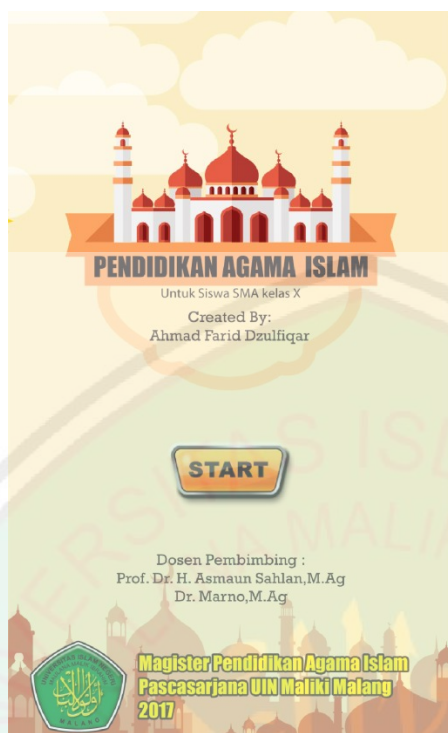 PENDIDIKAN AGAMA ISLAM
Untuk Siswa SMA kelas X
Created By:
Ahmad Farid Dzulfiqar
START
Dosen Pembimbing :
Prof. Dr. H. Asmaun Sahlan,M.Ag
Dr. Marno,M.Ag
Magister Pendidikan Agama Islam
Pascasarjana UIN Maliki Malang
2017
MALANG